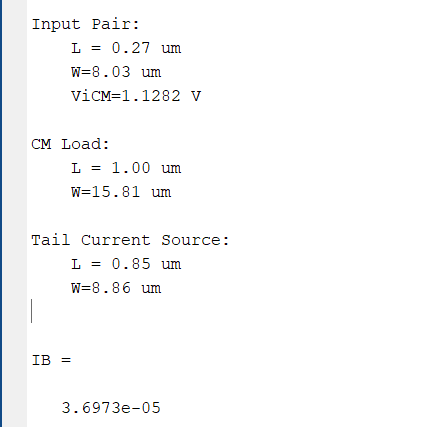 Input Pair:
L = 0.27 um
W=8.03 um
ViCM=1.1282 V
CM Load:
L = 1.00 um
W=15.81 um
Tail Current Source:
L = 0.85 um
W=8.86 um
IB =
3.6973e-05